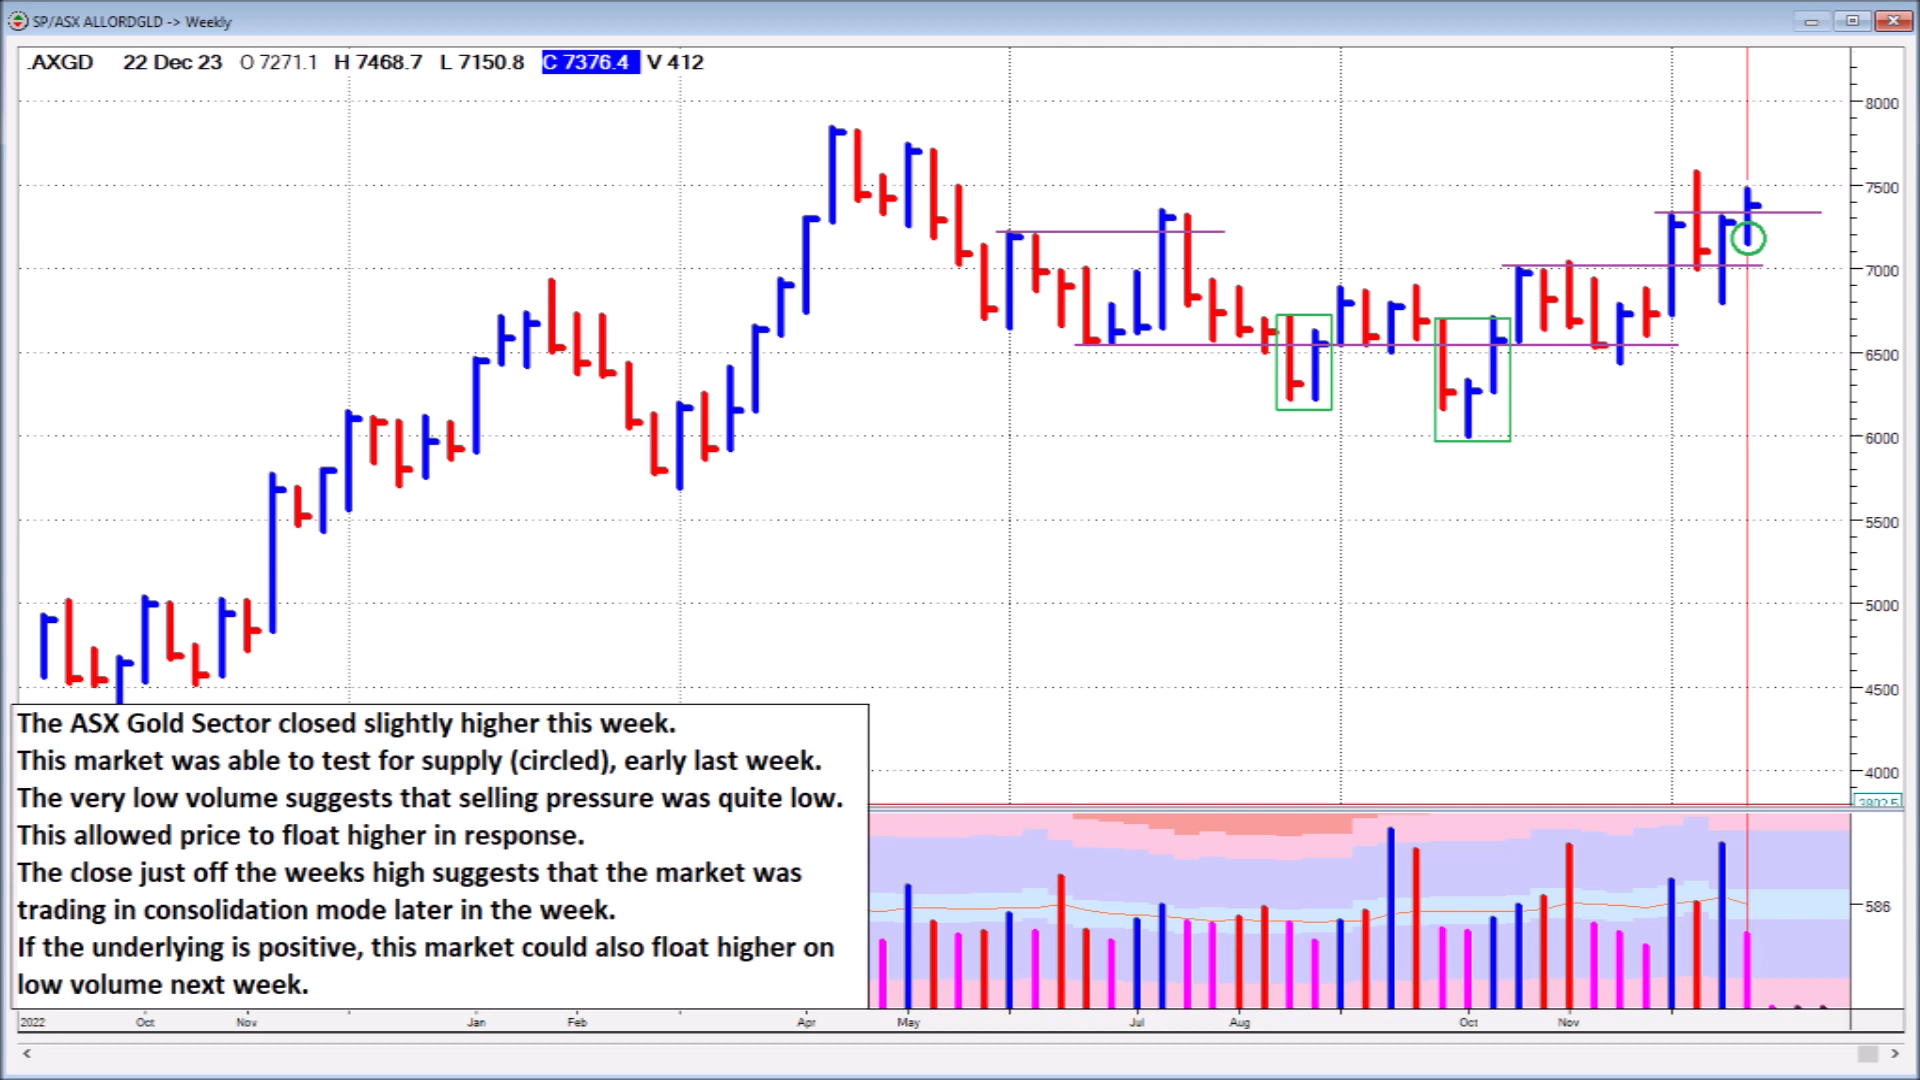 SP/ASX ALLORDGLD -> Weekly
.AXGD 22 Dec 23 O 7271.1 H 7468.7 L 7150.8 C 7376.4 V 412
8000
7500
7000
6500
6000
5500
5000
4500
4000
3802.5
The ASX Gold Sector closed slightly higher this week.
This market was able to test for supply (circled), early last week.
The very low volume suggests that selling pressure was quite low.
This allowed price to float higher in response.
The close just off the weeks high suggests that the market was
trading in consolidation mode later in the week.
If the underlying is positive, this market could also float higher on
low volume next week.
586
2022 Oct Nov Jan Feb Apr May Jul Aug Oct Nov